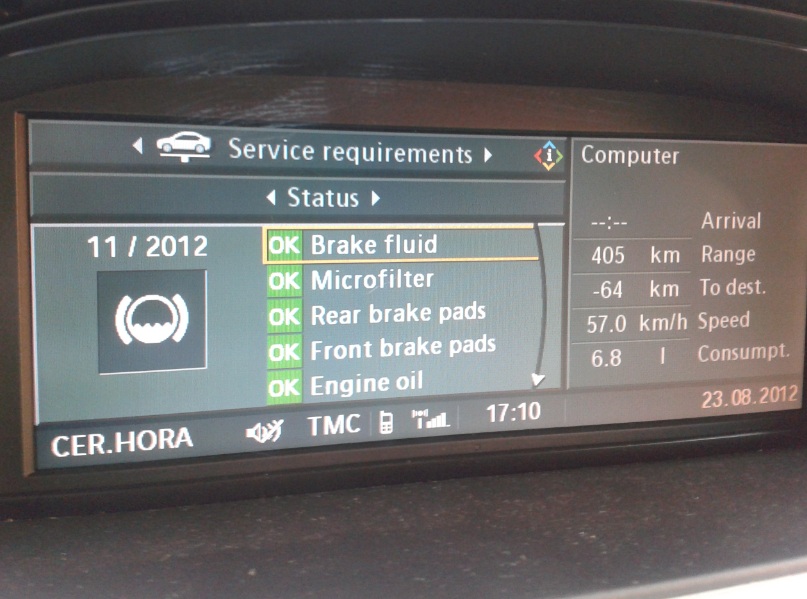 Service requirements
Status
11 / 2012
OK Brake fluid
OK Microfilter
OK Rear brake pads
OK Front brake pads
OK Engine oil
Computer
--:-- Arrival
405 km Range
-64 km To dest.
57.0 km/h Speed
6.8 l Consumpt.
CER.HORA TMC 17:10 23.08.2012